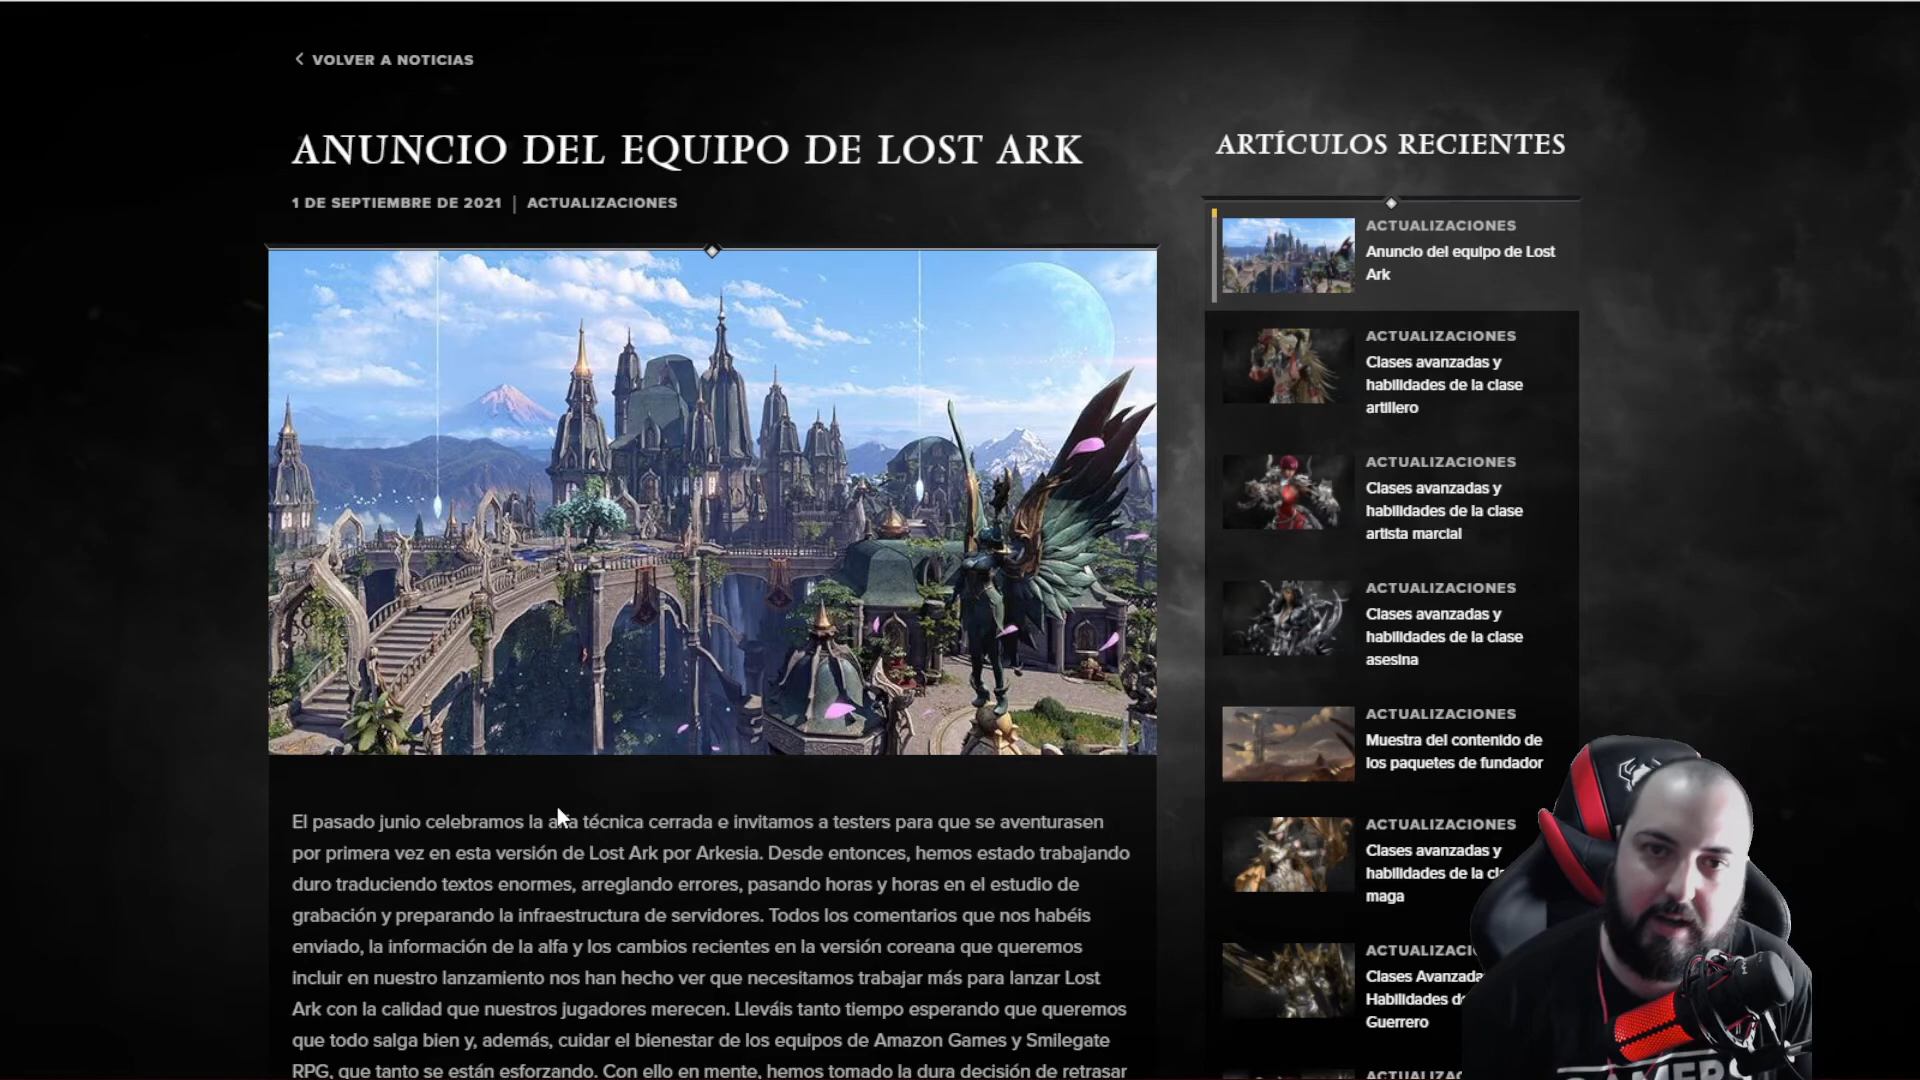 VOLVER A NOTICIAS
ANUNCIO DEL EQUIPO DE LOST ARK
1 DE SEPTIEMBRE DE 2021 | ACTUALIZACIONES
El pasado junio celebramos la alfa técnica cerrada e invitamos a testers para que se aventurasen
por primera vez en esta versión de Lost Ark por Arkesia. Desde entonces, hemos estado trabajando
duro traduciendo textos enormes, arreglando errores, pasando horas y horas en el estudio de
grabación y preparando la infraestructura de servidores. Todos los comentarios que nos habéis
enviado, la información de la alfa y los cambios recientes en la versión coreana que queremos
incluir en nuestro lanzamiento nos han hecho ver que necesitamos trabajar más para lanzar Lost
Ark con la calidad que nuestros jugadores merecen. Lleváis tanto tiempo esperando que queremos
que todo salga bien y, además, cuidar el bienestar de los equipos de Amazon Games y Smilegate
RPG, que tanto se están esforzando. Con ello en mente, hemos tomado la dura decisión de retrasar
ARTÍCULOS RECIENTES
ACTUALIZACIONES
Anuncio del equipo de Lost
Ark
ACTUALIZACIONES
Clases avanzadas y
habilidades de la clase
artillero
ACTUALIZACIONES
Clases avanzadas y
habilidades de la clase
artista marcial
ACTUALIZACIONES
Clases avanzadas y
habilidades de la clase
asesina
ACTUALIZACIONES
Muestra del contenido de
los paquetes de fundador
ACTUALIZACIONES
Clases avanzadas y
habilidades de la
maga
ACTUALIZACI
Clases Avanzada
Habilidades d
Guerrero
ACTUALIZAC
GAMER